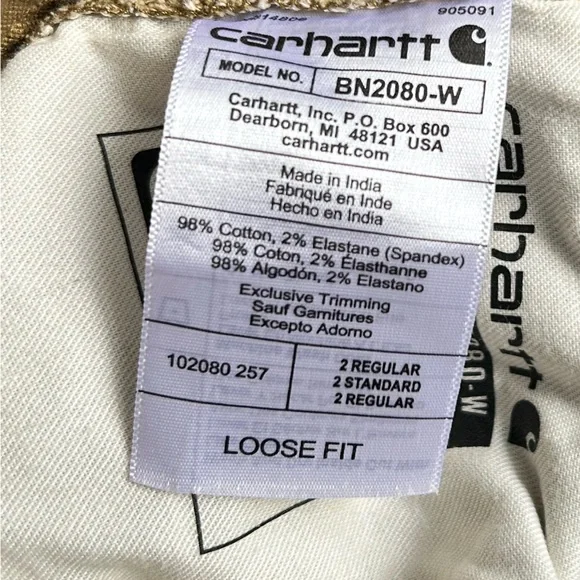 905091
carhartt
MODEL NO. BN2080-W
Carhartt, Inc. P.O. Box 600
Dearborn, MI 48121 USA
carhartt.com
Made in India
Fabriqué en Inde
Hecho en India
98% Cotton, 2% Elastane (Spandex)
98% Coton, 2% Élasthanne
98% Algodón, 2% Elastano
Exclusive Trimming
Sauf Garnitures
Excepto Adorno
102080 257
2 REGULAR
2 STANDARD
2 REGULAR
LOOSE FIT
carhartt